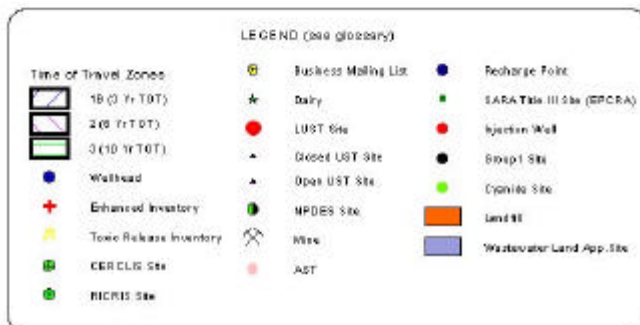 LEGEND (see glossary)
Time of Travel Zones
1B (3 Yr TOT)
2 (6 Yr TOT)
3 (10 Yr TOT)
Wellhead
Enhanced Inventory
Toxic Release Inventory
CERCLIS Site
RICRIS Site
Business Mailing List
Dairy
LUST Site
Closed UST Site
Open UST Site
NPDES Site
Mine
AST
Recharge Point
SARA Title III Site (EPCRA)
Injection Well
Group1 Site
Cyanide Site
Landfill
Wastewater Land App. Site